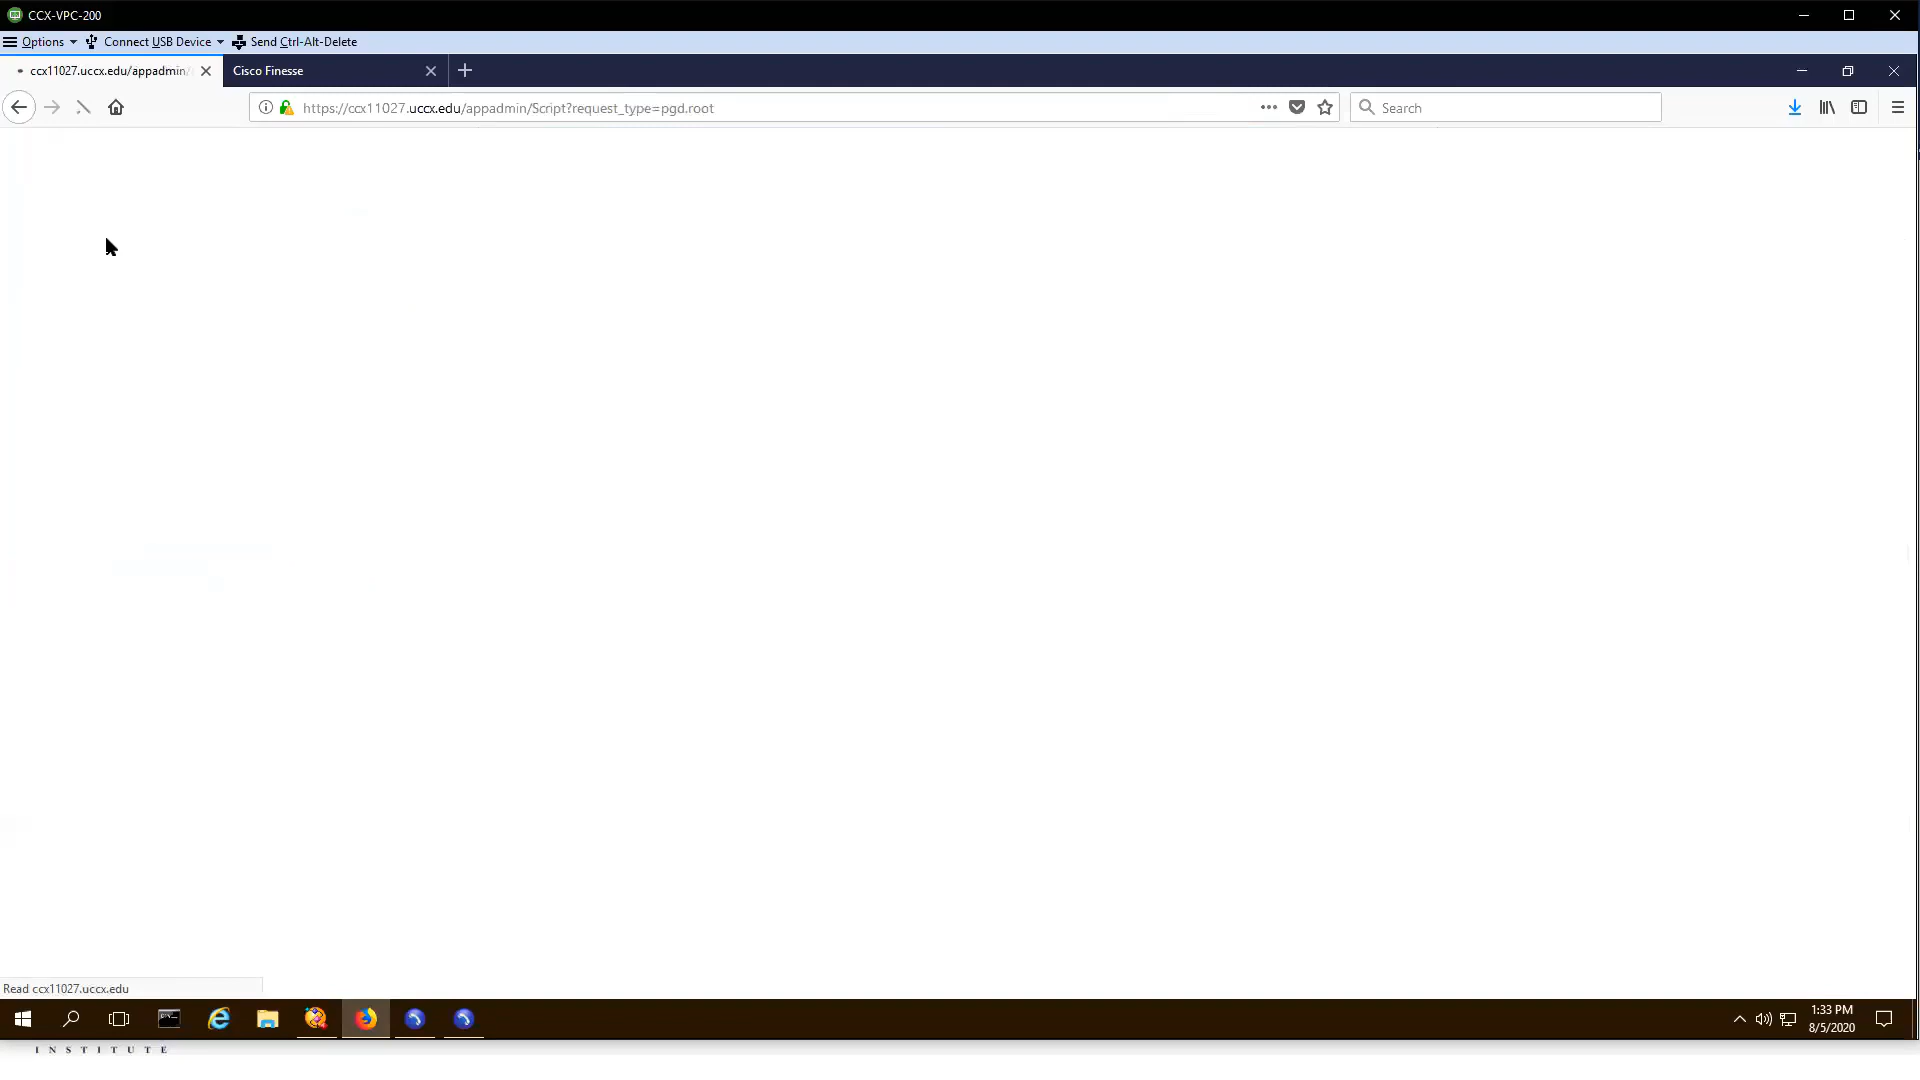 CCX-VPC-200
Options Connect USB Device Send Ctrl-Alt-Delete
ccx11027.uccx.edu/appadmin/ Cisco Finesse
https://ccx11027.uccx.edu/appadmin/Script?request_type=pgd.root Search
Read ccx11027.uccx.edu
1:33 PM
8/5/2020
INSTITUTE